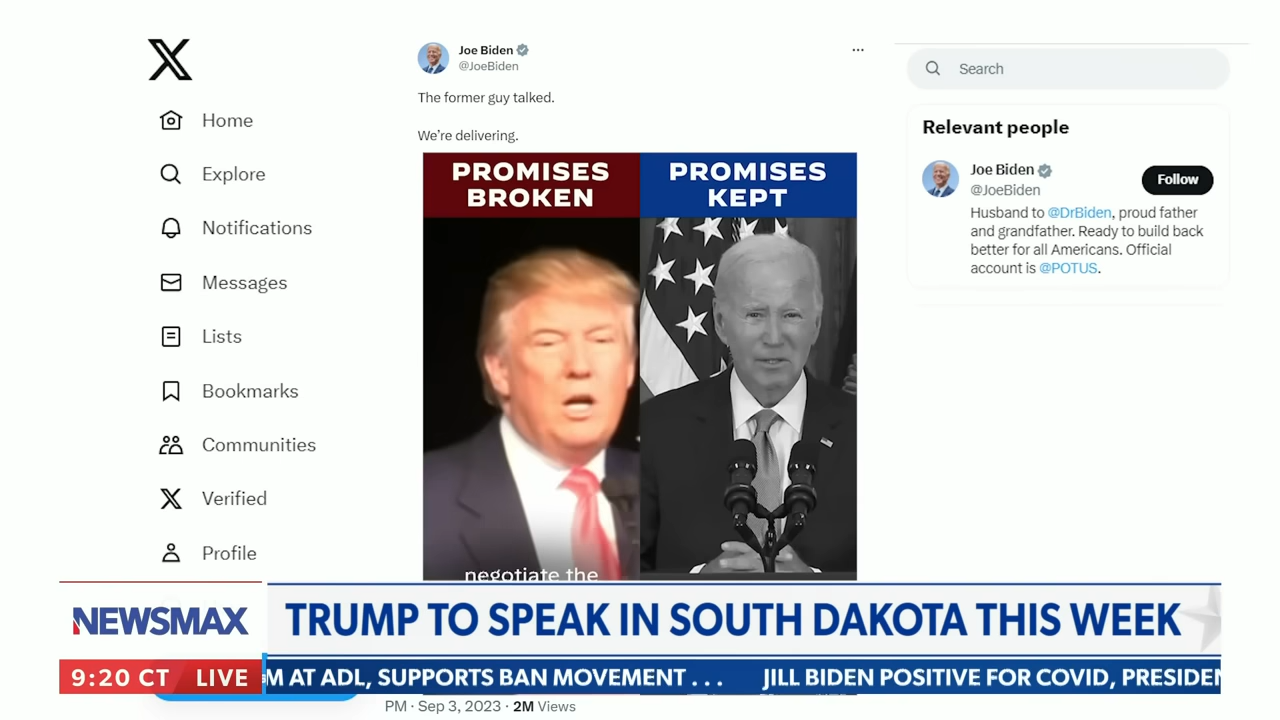 Joe Biden
@JoeBiden
...
The former guy talked.
We're delivering.
PROMISES
BROKEN
PROMISES
KEPT
negotiate the
Home
Explore
Notifications
Messages
Lists
Bookmarks
Communities
Verified
Profile
Search
Relevant people
Joe Biden
@JoeBiden
Follow
Husband to @DrBiden, proud father
and grandfather. Ready to build back
better for all Americans. Official
account is @POTUS.
NEWSMAX
TRUMP TO SPEAK IN SOUTH DAKOTA THIS WEEK
9:20 CT LIVE
M AT ADL, SUPPORTS BAN MOVEMENT . . . JILL BIDEN POSITIVE FOR COVID, PRESIDEN
PM · Sep 3, 2023 · 2M Views